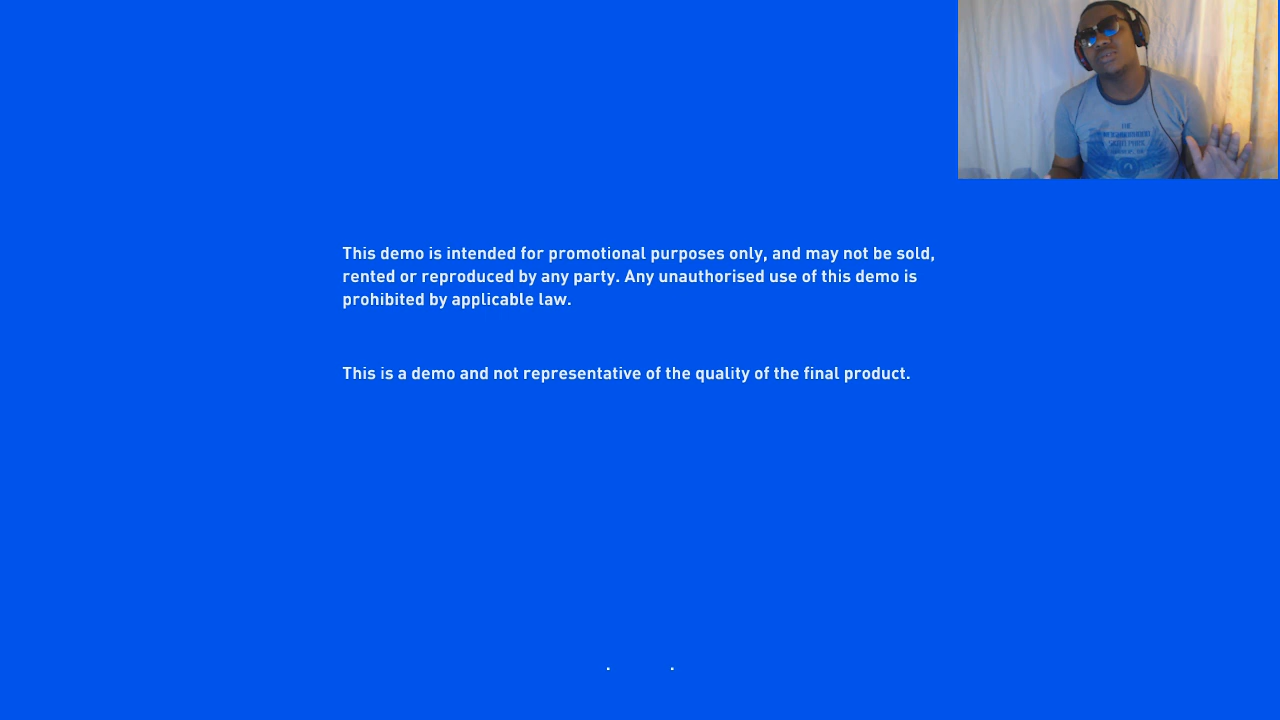 This demo is intended for promotional purposes only, and may not be sold,
rented or reproduced by any party. Any unauthorised use of this demo is
prohibited by applicable law.
This is a demo and not representative of the quality of the final product.